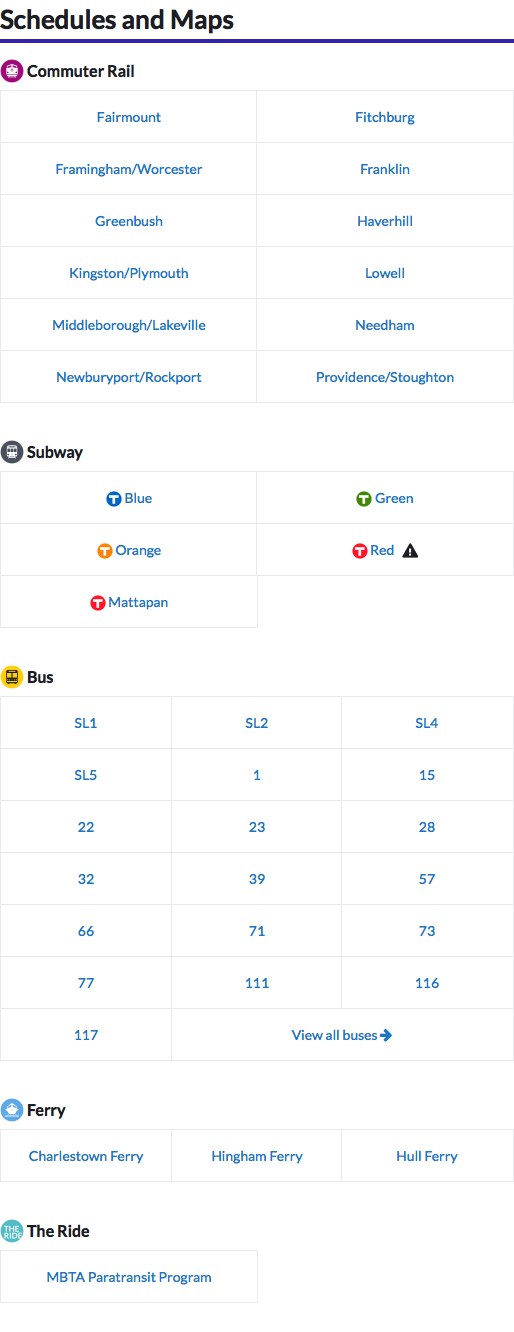 Schedules and Maps
Commuter Rail
Fairmount Fitchburg
Framingham/Worcester Franklin
Greenbush Haverhill
Kingston/Plymouth Lowell
Middleborough/Lakeville Needham
Newburyport/Rockport Providence/Stoughton
Subway
T Blue T Green
T Orange T Red
T Mattapan
Bus
SL1 SL2 SL4
SL5 1 15
22 23 28
32 39 57
66 71 73
77 111 116
117 View all buses
Ferry
Charlestown Ferry Hingham Ferry Hull Ferry
THE RIDE The Ride
MBTA Paratransit Program